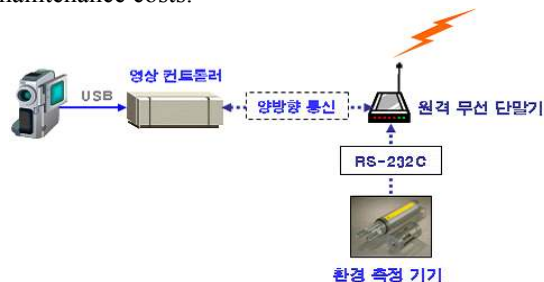 maintenance costs.
영상 컨트롤러
USB
양방향 통신
원격 무선 단말기
RS-232C
환경 측정 기기